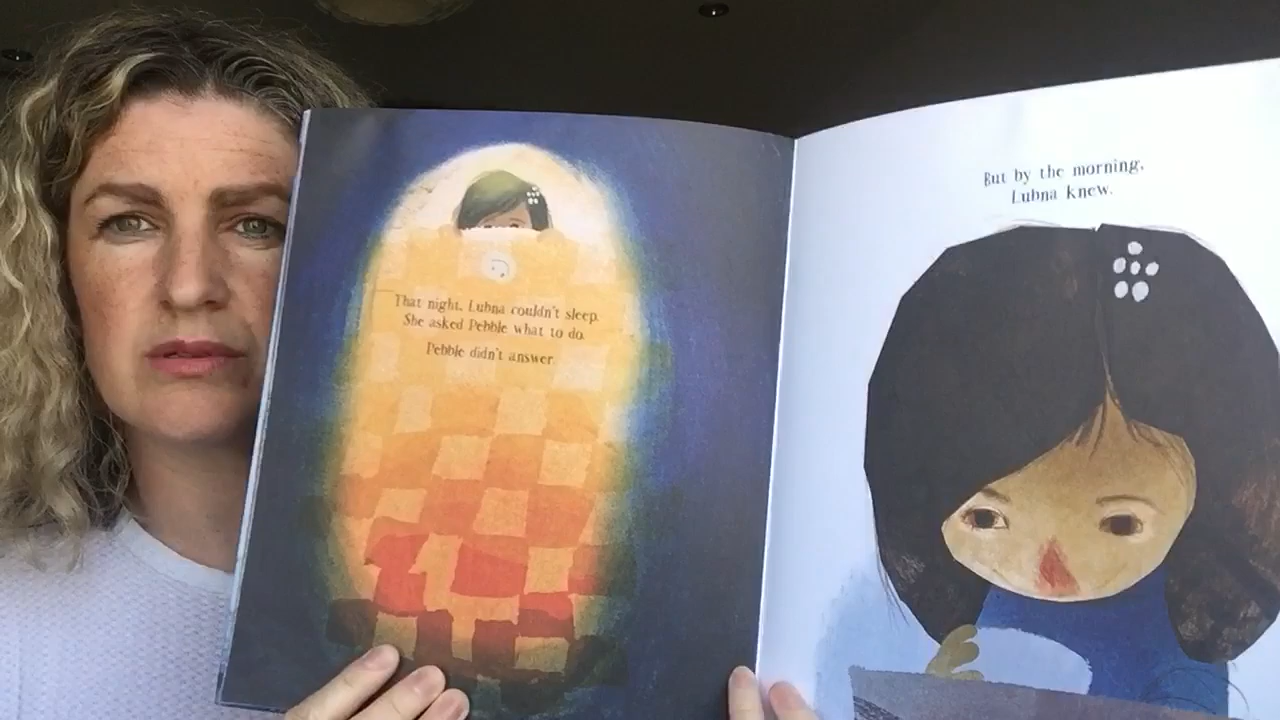 That night, Lubna couldn't sleep.
She asked Pebble what to do.
Pebble didn't answer.
But by the morning,
Lubna knew.